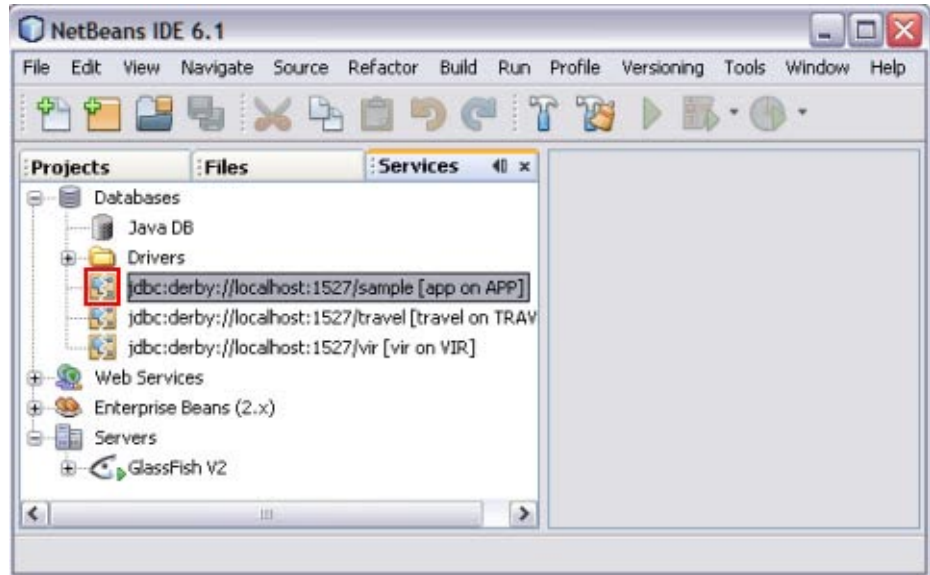 NetBeans IDE 6.1
File Edit View Navigate Source Refactor Build Run Profile Versioning Tools Window Help
Projects Files Services
Databases
Java DB
Drivers
jdbc:derby://localhost:1527/sample [app on APP]
jdbc:derby://localhost:1527/travel [travel on TRAV
jdbc:derby://localhost:1527/vir [vir on VIR]
Web Services
Enterprise Beans (2.x)
Servers
GlassFish V2